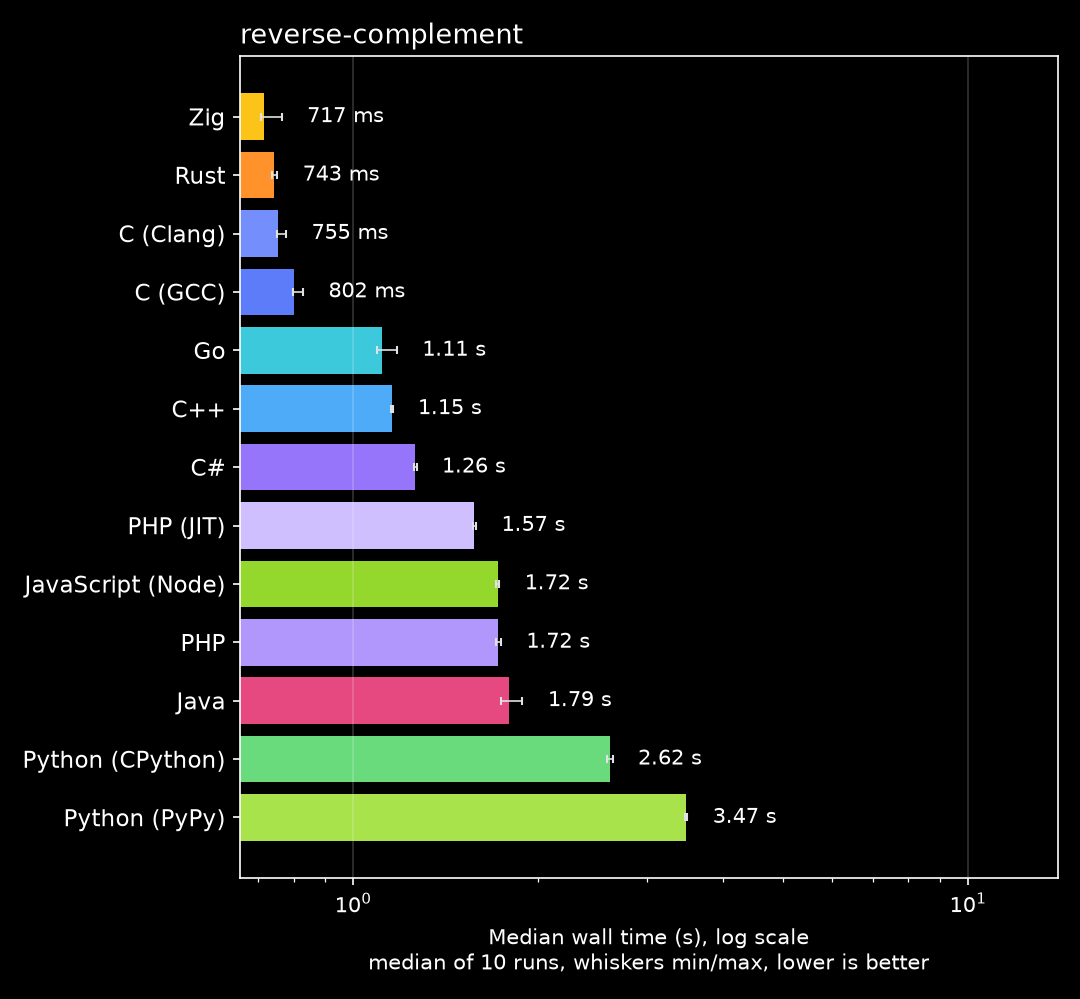 reverse-complement
Zig 717 ms
Rust 743 ms
C (Clang) 755 ms
C (GCC) 802 ms
Go 1.11 s
C++ 1.15 s
C# 1.26 s
PHP (JIT) 1.57 s
JavaScript (Node) 1.72 s
PHP 1.72 s
Java 1.79 s
Python (CPython) 2.62 s
Python (PyPy) 3.47 s
10⁰ 10¹
Median wall time (s), log scale
median of 10 runs, whiskers min/max, lower is better